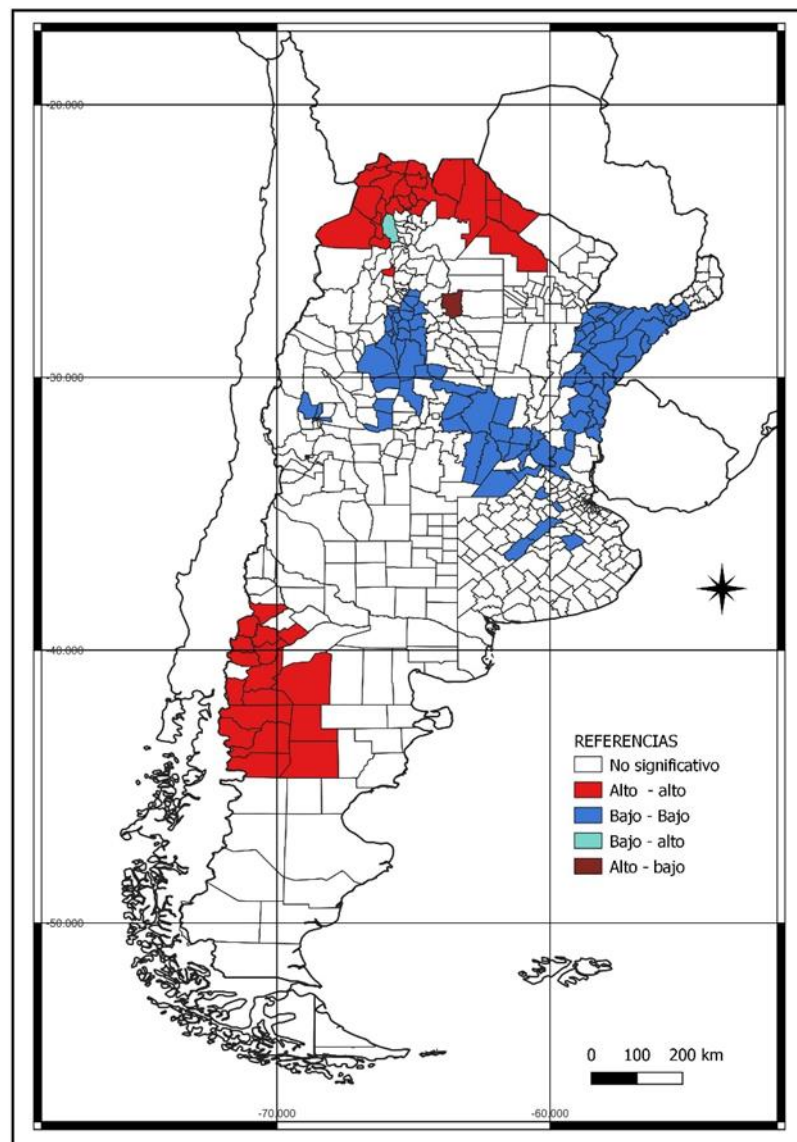 -20.000
-30.000
-40.000
REFERENCIAS
No significativo
Alto - alto
Bajo - Bajo
Bajo - alto
Alto - bajo
-50.000
0 100 200 km
-70.000 -60.000